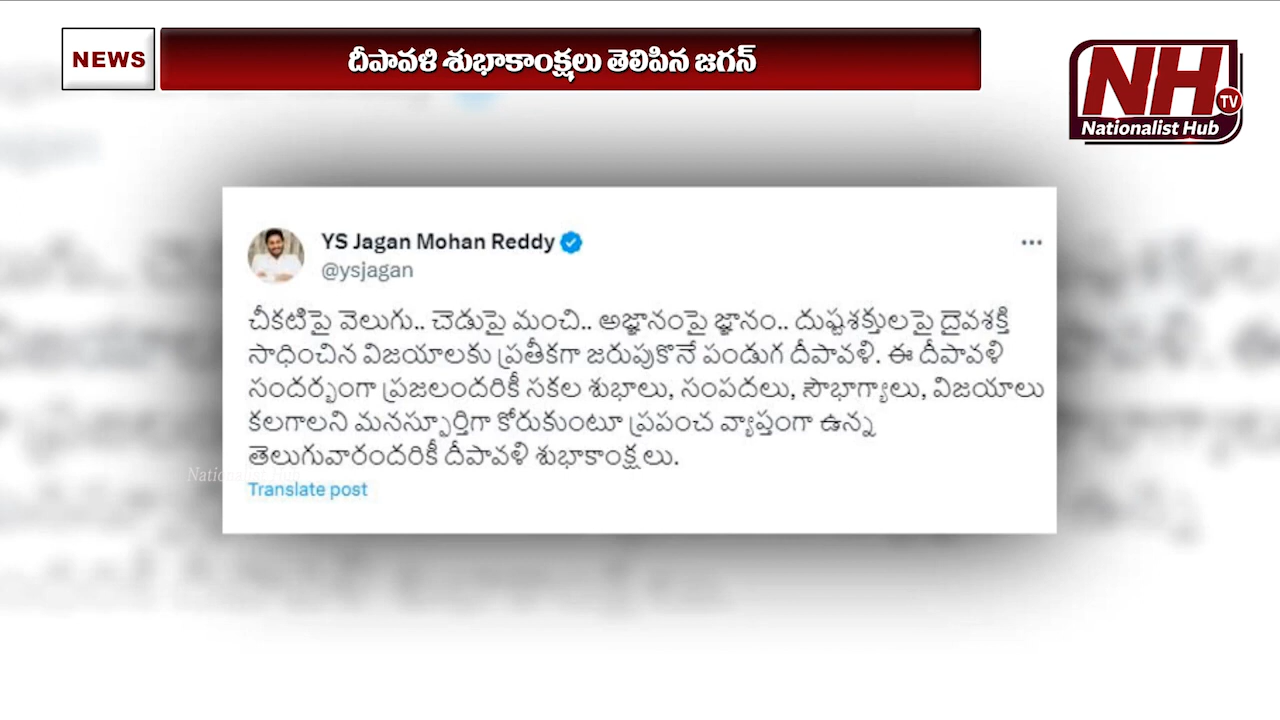 NEWS
దీపావళి శుభాకాంక్షలు తెలిపిన జగన్
NH TV
Nationalist Hub
YS Jagan Mohan Reddy
@ysjagan
చీకటిపై వెలుగు.. చెడుపై మంచి.. అజ్ఞానంపై జ్ఞానం.. దుష్టశక్తులపై దైవశక్తి
సాధించిన విజయాలకు ప్రతీకగా జరుపుకొనే పండుగ దీపావళి. ఈ దీపావళి
సందర్భంగా ప్రజలందరికీ సకల శుభాలు, సంపదలు, సౌభాగ్యాలు, విజయాలు
కలగాలని మనస్ఫూర్తిగా కోరుకుంటూ ప్రపంచ వ్యాప్తంగా ఉన్న
తెలుగువారందరికీ దీపావళి శుభాకాంక్షలు.
Nationalist Hub
Translate post